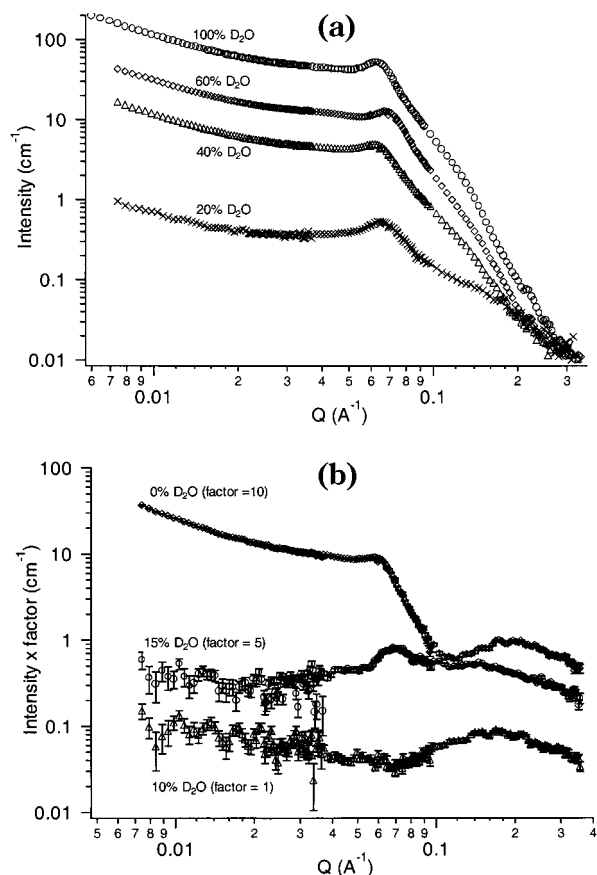 (a)
100
10
1
0.1
0.01
Intensity (cm⁻¹)
100% D₂O
60% D₂O
40% D₂O
20% D₂O
6 7 8 9 2 3 4 5 6 7 8 9 2 3
0.01 0.1
Q (A⁻¹)
(b)
100
10
1
0.1
0.01
Intensity x factor (cm⁻¹)
0% D₂O (factor =10)
15% D₂O (factor = 5)
10% D₂O (factor = 1)
5 6 7 8 9 2 3 4 5 6 7 8 9 2 3 4
0.01 0.1
Q (A⁻¹)